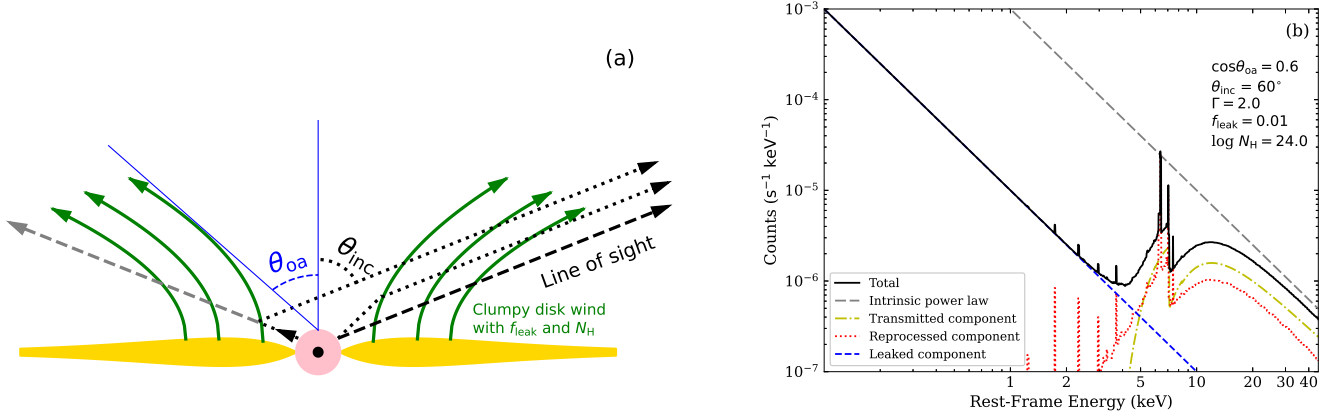 (a)
θoa
θinc
Line of sight
Clumpy disk wind
with fleak and NH
(b)
cosθoa = 0.6
θinc = 60°
Γ = 2.0
fleak = 0.01
log NH = 24.0
Counts (s⁻¹ keV⁻¹)
10⁻³
10⁻⁴
10⁻⁵
10⁻⁶
10⁻⁷
Total
Intrinsic power law
Transmitted component
Reprocessed component
Leaked component
1 2 5 10 20 30 40
Rest-Frame Energy (keV)